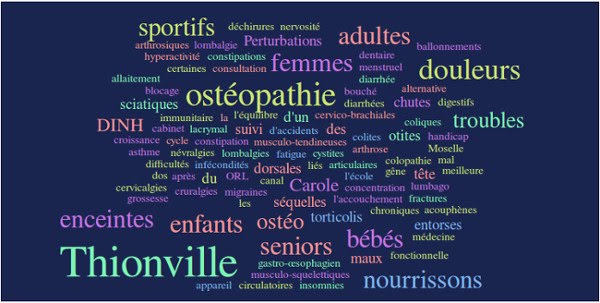 sportifs déchirures nervosité adultes
arthrosiques lombalgie Perturbations ballonnements
hyperactivité constipations femmes dentaire menstruel douleurs
certaines consultation diarrhée
allaitement ostéopathie bouché alternative
blocage diarrhées digestifs
sciatiques immunitaire la l'équilibre d'un cervico-brachiales chutes troubles
DINH cabinet lacrymal suivi d'accidents des colites otites coliques handicap
croissance cycle constipation musculo-tendineuses arthrose Moselle
asthme névralgies lombalgies fatigue cystites colopathie mal
difficultés infécondités dorsales liés articulaires gêne meilleure
dos après du ORL canal Carole l'école tête
cervicalgies cruralgies migraines concentration lumbago
grossesse les séquelles l'accouchement fractures
enceintes enfants ostéo torticolis chroniques acouphènes
entorses
seniors bébés médecine
Thionville gastro-œsophagien maux fonctionnelle
musculo-squelettiques nourrissons
appareil circulatoires insomnies